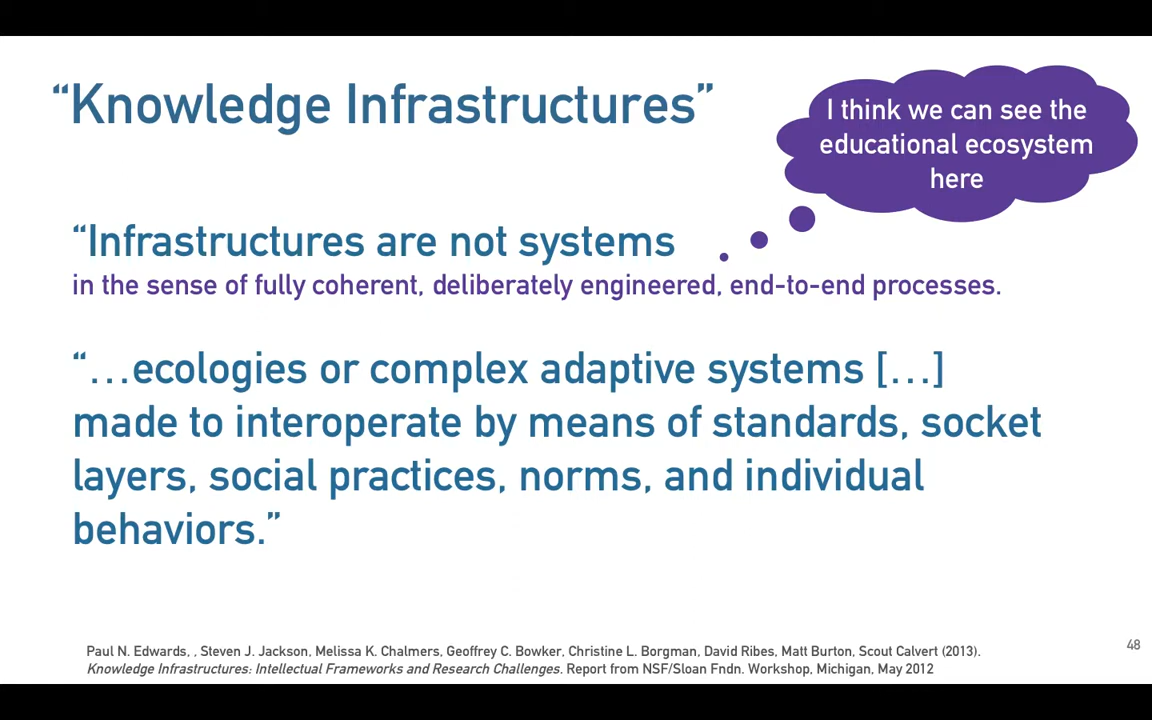 “Knowledge Infrastructures”
I think we can see the
educational ecosystem
here
“Infrastructures are not systems
in the sense of fully coherent, deliberately engineered, end-to-end processes.
“…ecologies or complex adaptive systems […]
made to interoperate by means of standards, socket
layers, social practices, norms, and individual
behaviors.”
Paul N. Edwards, , Steven J. Jackson, Melissa K. Chalmers, Geoffrey C. Bowker, Christine L. Borgman, David Ribes, Matt Burton, Scout Calvert (2013).
Knowledge Infrastructures: Intellectual Frameworks and Research Challenges. Report from NSF/Sloan Fndn. Workshop, Michigan, May 2012
48